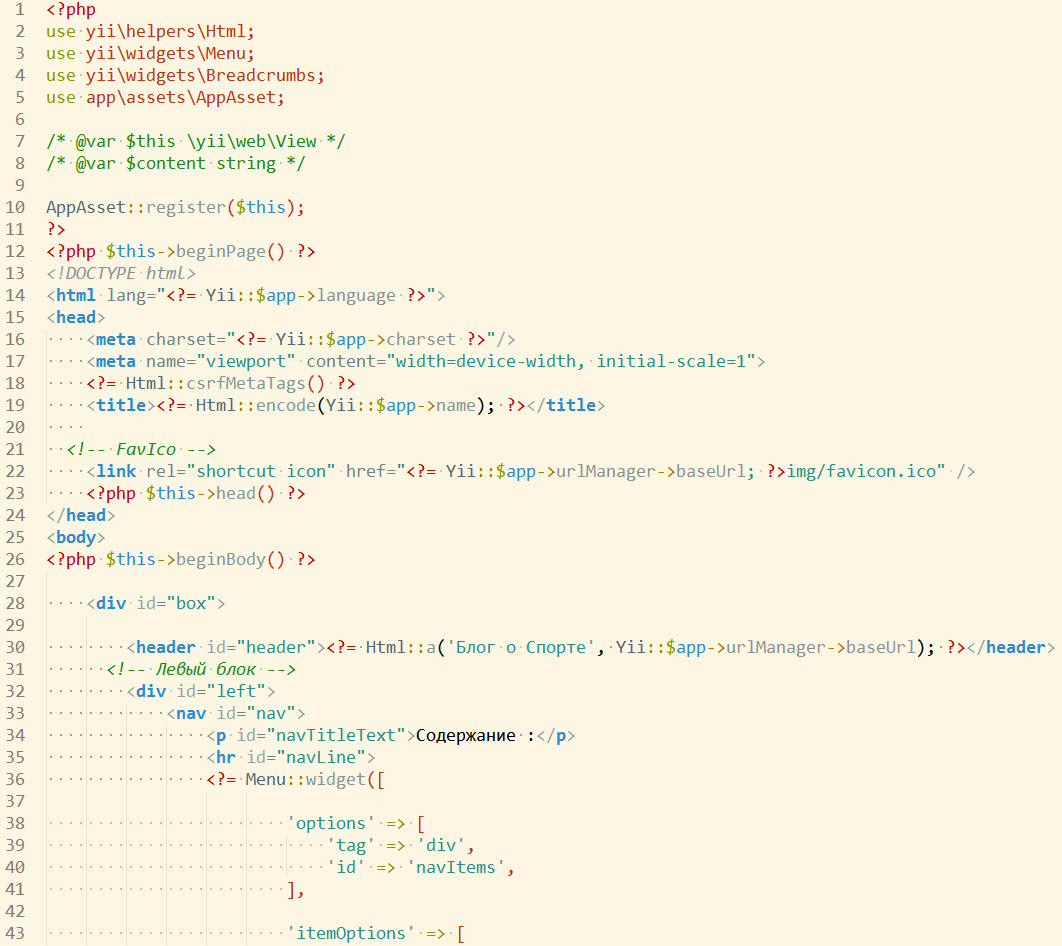 1 <?php
2 use yii\helpers\Html;
3 use yii\widgets\Menu;
4 use yii\widgets\Breadcrumbs;
5 use app\assets\AppAsset;
6
7 /* @var $this \yii\web\View */
8 /* @var $content string */
9
10 AppAsset::register($this);
11 ?>
12 <?php $this->beginPage() ?>
13 <!DOCTYPE html>
14 <html lang="<?= Yii::$app->language ?>">
15 <head>
16     <meta charset="<?= Yii::$app->charset ?>"/>
17     <meta name="viewport" content="width=device-width, initial-scale=1">
18     <?= Html::csrfMetaTags() ?>
19     <title><?= Html::encode(Yii::$app->name); ?></title>
20
21   <!-- FavIco -->
22     <link rel="shortcut icon" href="<?= Yii::$app->urlManager->baseUrl; ?>img/favicon.ico" />
23     <?php $this->head() ?>
24 </head>
25 <body>
26 <?php $this->beginBody() ?>
27
28     <div id="box">
29
30         <header id="header"><?= Html::a('Блог о Спорте', Yii::$app->urlManager->baseUrl); ?></header>
31       <!-- Левый блок -->
32         <div id="left">
33             <nav id="nav">
34                 <p id="navTitleText">Содержание :</p>
35                 <hr id="navLine">
36                 <?= Menu::widget([
37
38                         'options' => [
39                             'tag' => 'div',
40                             'id' => 'navItems',
41                         ],
42
43                         'itemOptions' => [